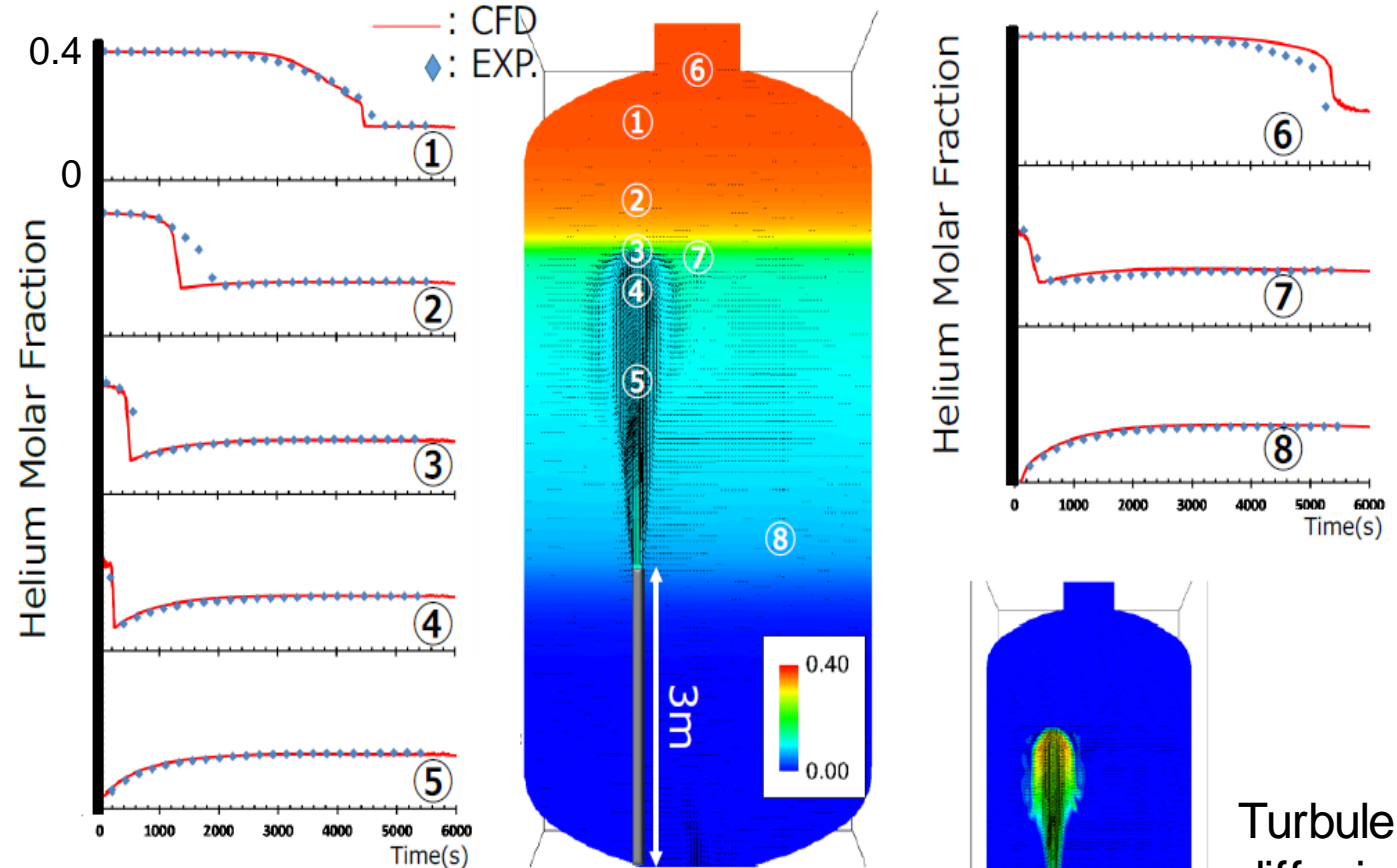 : CFD
: EXP.
0.4
0
Helium Molar Fraction
①
②
③
④
⑤
0 1000 2000 3000 4000 5000 6000
Time(s)
⑥
①
②
③
⑦
④
⑤
⑧
3m
0.40
0.00
Helium Molar Fraction
⑥
⑦
⑧
0 1000 2000 3000 4000 5000 6000
Time(s)
Turbule